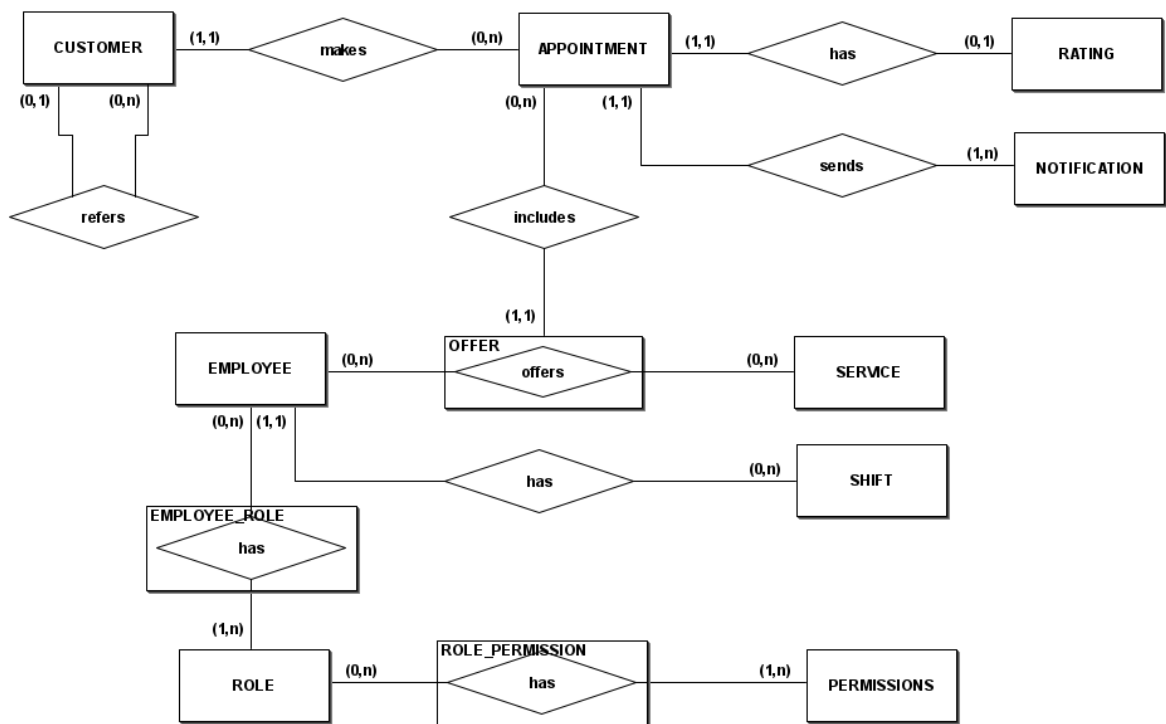 CUSTOMER
(1,1)
makes
(0,n)
APPOINTMENT
(1,1)
has
(0,1)
RATING
(0,1)
(0,n)
(0,n)
(1,1)
refers
includes
sends
(1,n)
NOTIFICATION
(1,1)
EMPLOYEE
(0,n)
OFFER
offers
(0,n)
SERVICE
(0,n)
(1,1)
has
(0,n)
SHIFT
EMPLOYEE_ROLE
has
(1,n)
ROLE
(0,n)
ROLE_PERMISSION
has
(1,n)
PERMISSIONS